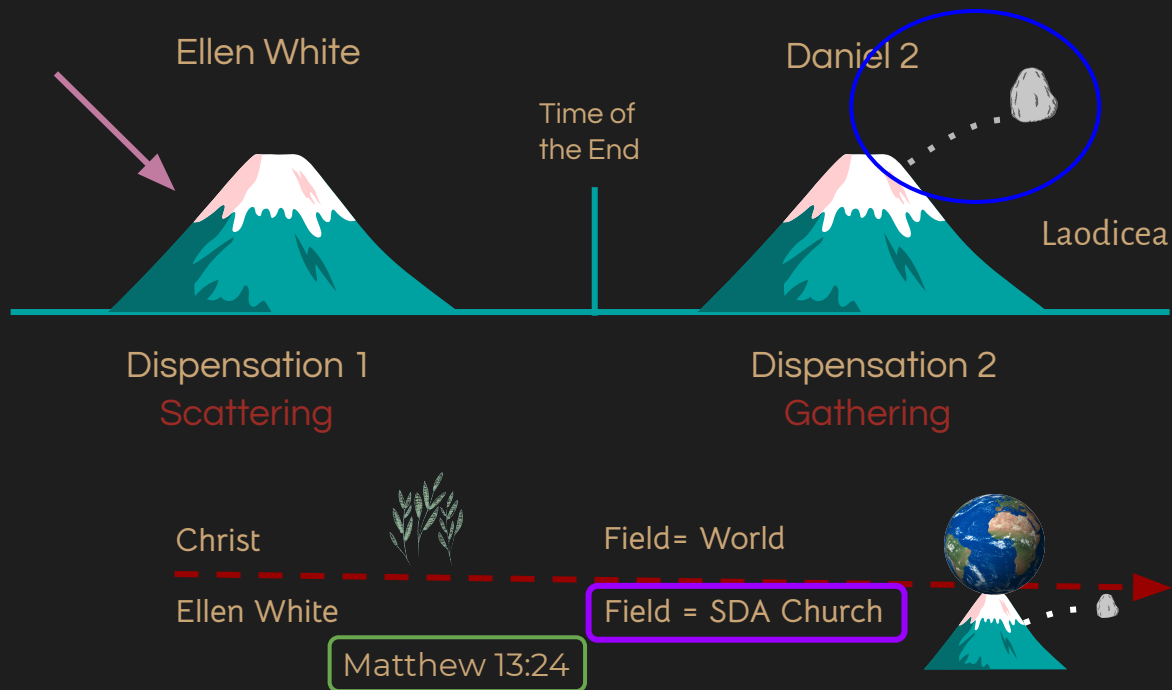 Ellen White
Daniel 2
Time of
the End
Laodicea
Dispensation 1
Scattering
Dispensation 2
Gathering
Christ
Field= World
Ellen White
Field = SDA Church
Matthew 13:24